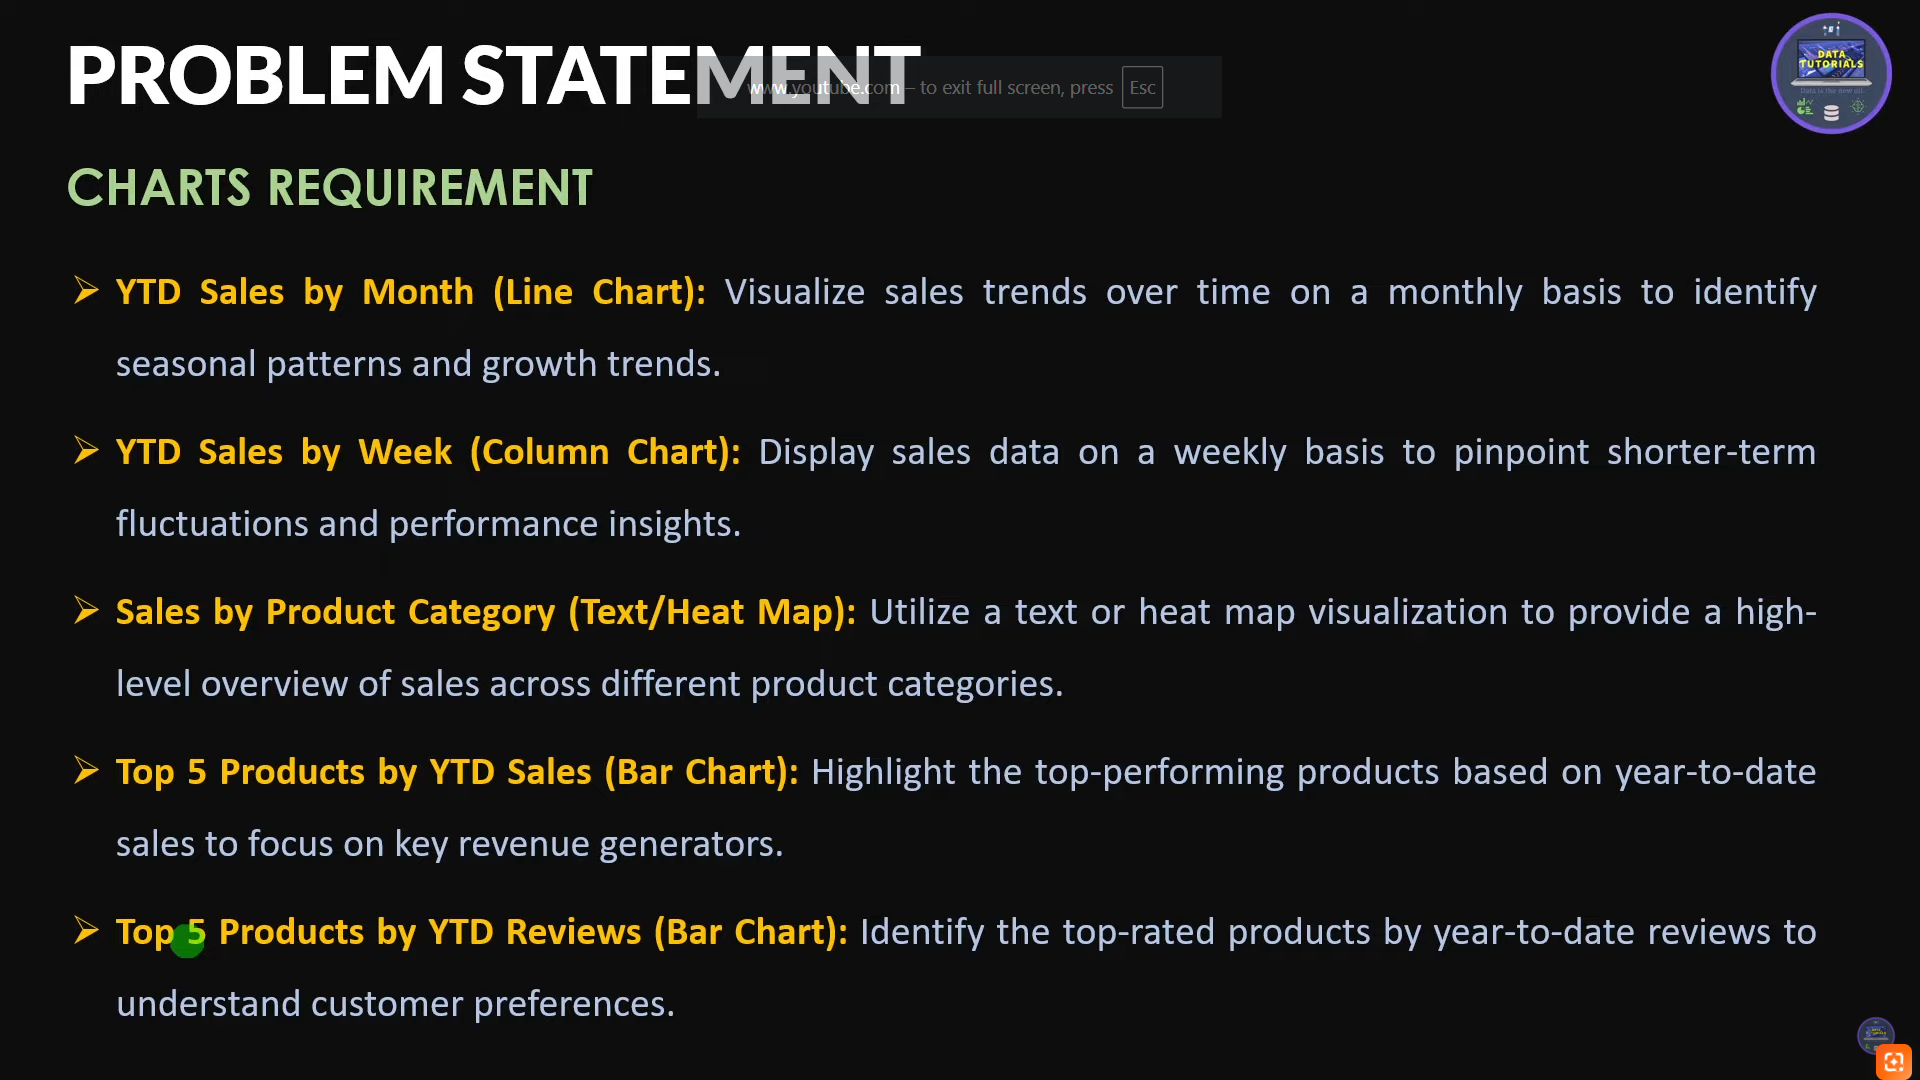 PROBLEM STATEMENT
www.youtube.com – to exit full screen, press Esc
DATA
TUTORIALS
Data is the new oil
CHARTS REQUIREMENT
➢ YTD Sales by Month (Line Chart): Visualize sales trends over time on a monthly basis to identify
seasonal patterns and growth trends.
➢ YTD Sales by Week (Column Chart): Display sales data on a weekly basis to pinpoint shorter-term
fluctuations and performance insights.
➢ Sales by Product Category (Text/Heat Map): Utilize a text or heat map visualization to provide a high-
level overview of sales across different product categories.
➢ Top 5 Products by YTD Sales (Bar Chart): Highlight the top-performing products based on year-to-date
sales to focus on key revenue generators.
➢ Top 5 Products by YTD Reviews (Bar Chart): Identify the top-rated products by year-to-date reviews to
understand customer preferences.